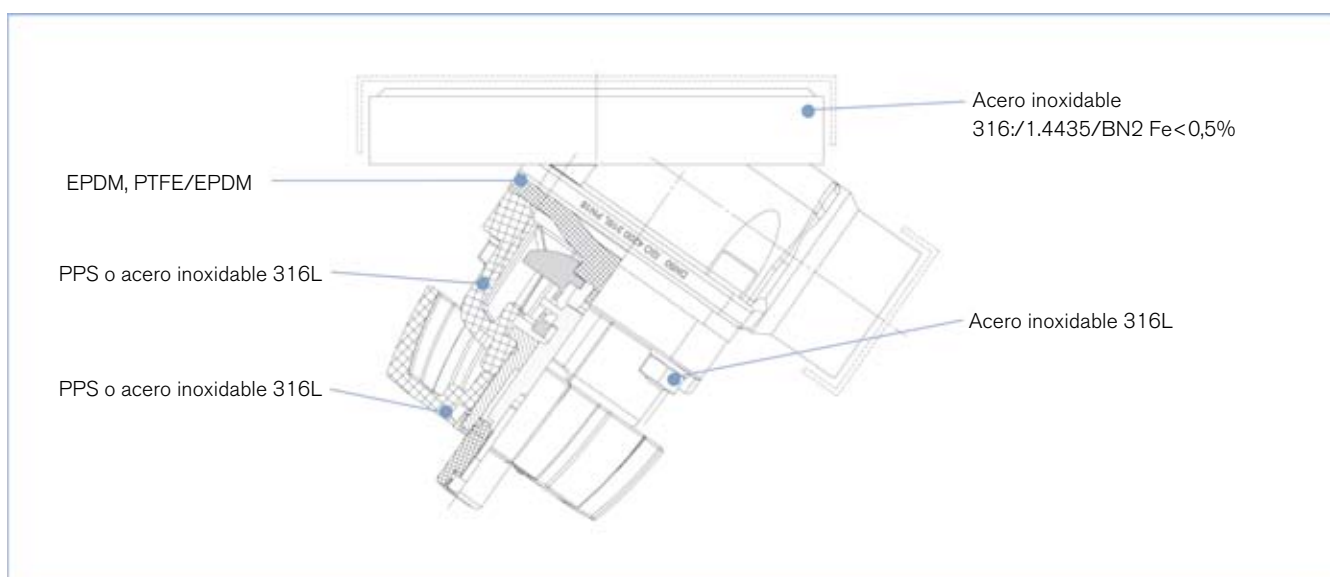 Acero inoxidable
316:/1.4435/BN2 Fe<0,5%
EPDM, PTFE/EPDM
PPS o acero inoxidable 316L
Acero inoxidable 316L
PPS o acero inoxidable 316L